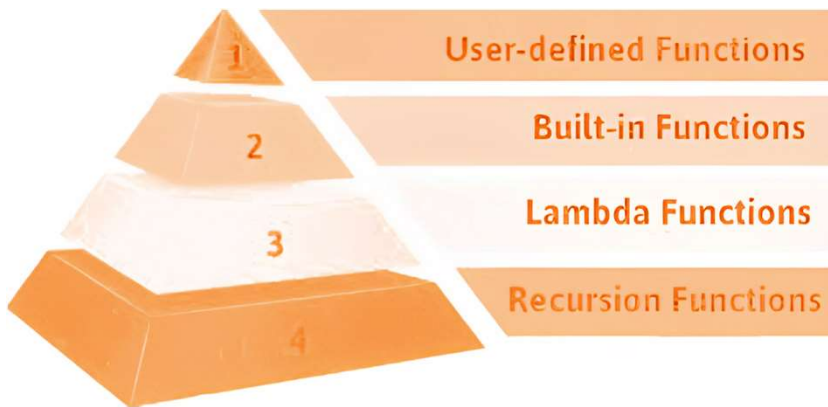 1 User-defined Functions
2 Built-in Functions
3 Lambda Functions
4 Recursion Functions